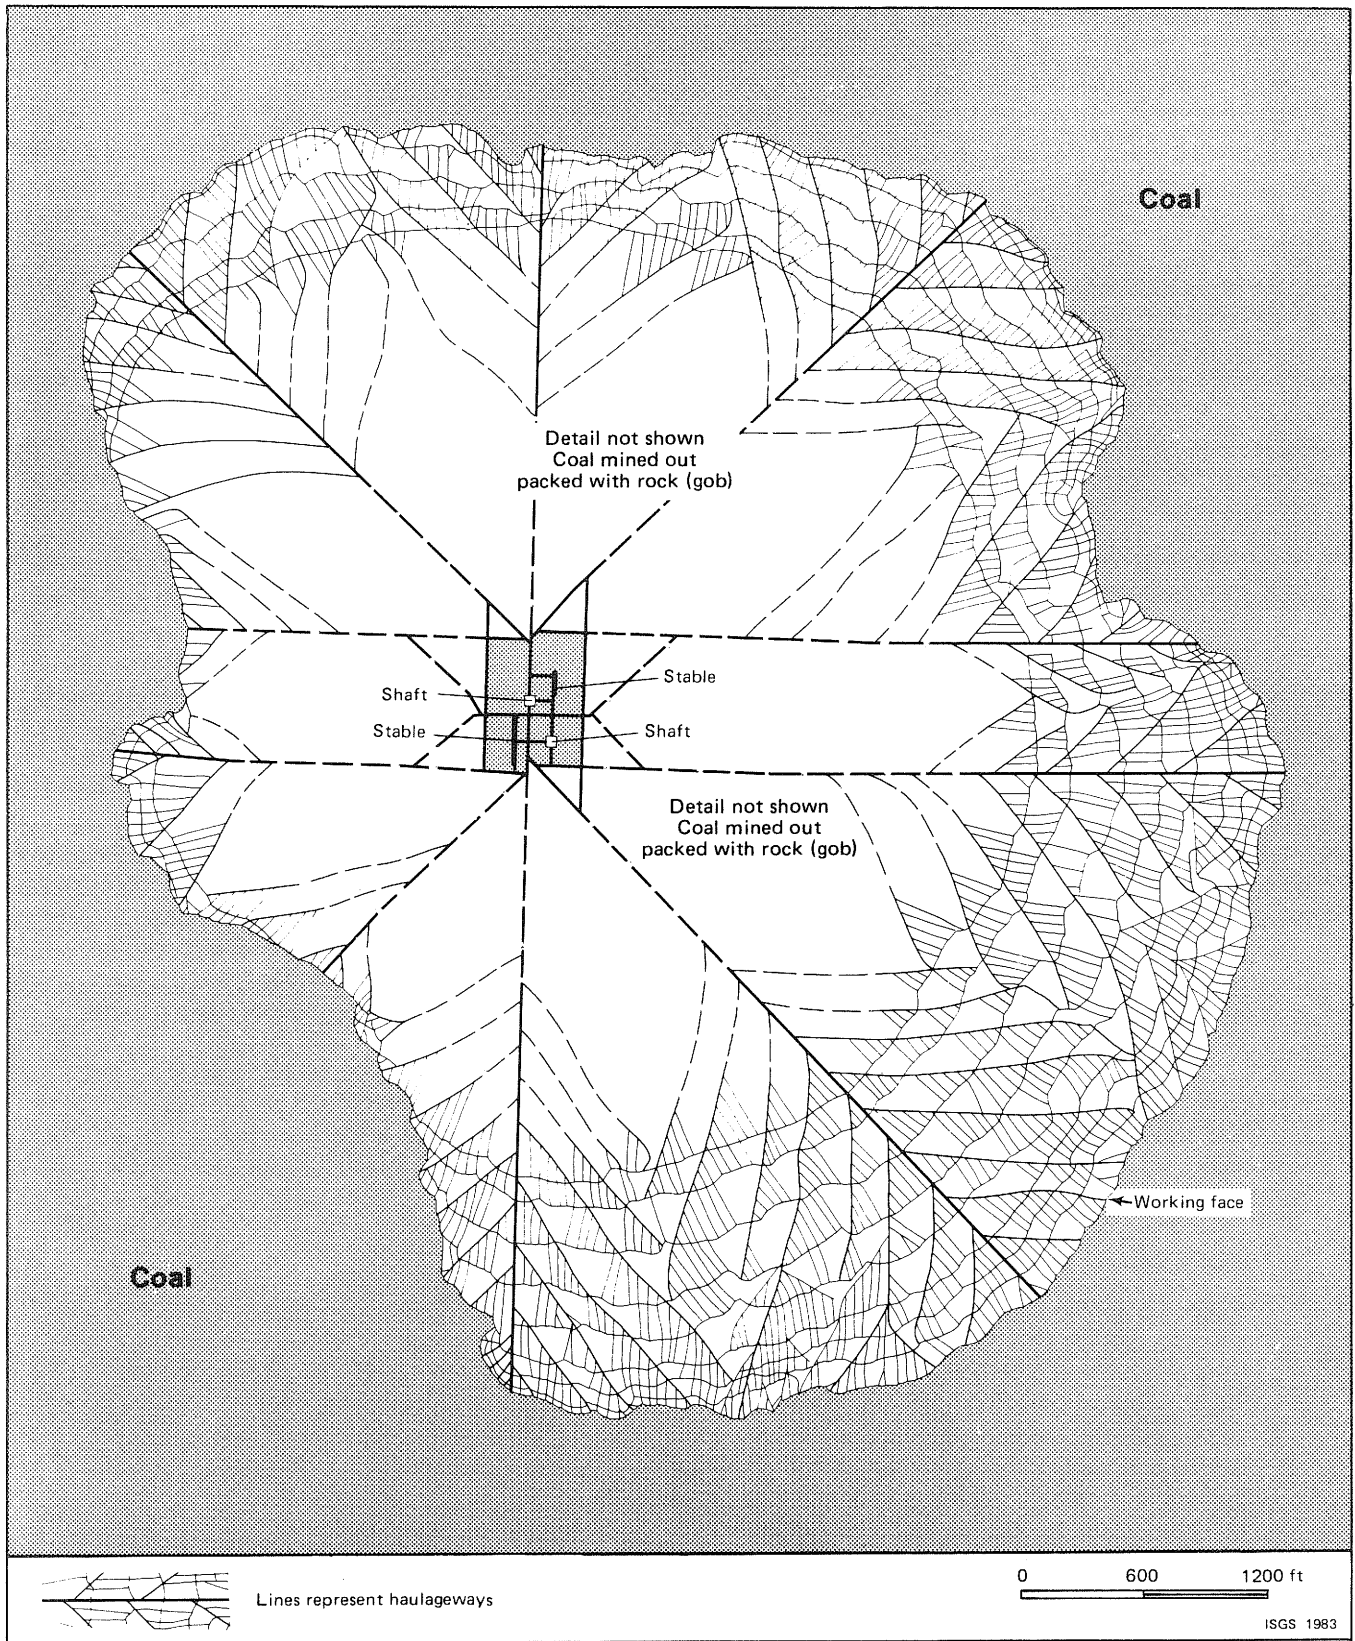 Coal
Detail not shown
Coal mined out
packed with rock (gob)
Stable
Shaft
Stable
Shaft
Detail not shown
Coal mined out
packed with rock (gob)
Working face
Coal
0 600 1200 ft
Lines represent haulageways
ISGS 1983